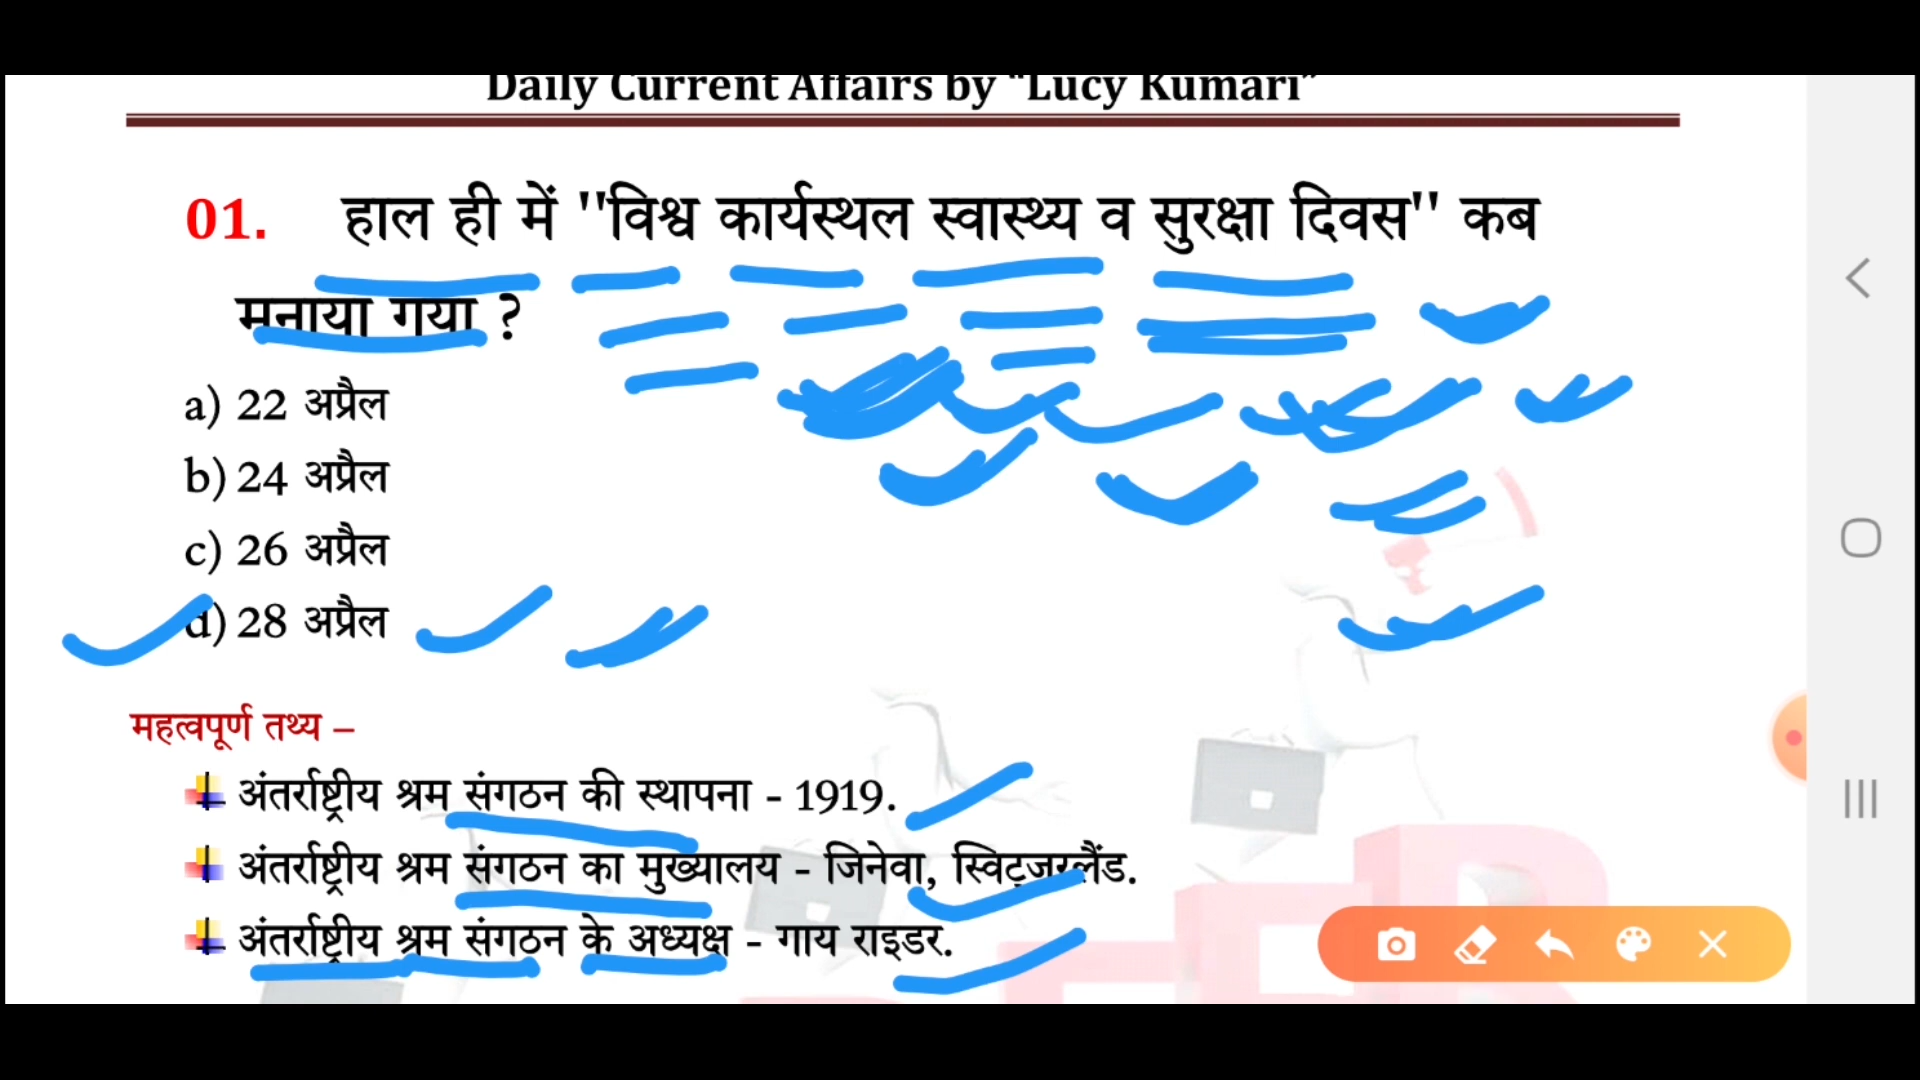 Daily Current Affairs by "Lucy Kumari"
01. हाल ही में "विश्व कार्यस्थल स्वास्थ्य व सुरक्षा दिवस" कब
मनाया गया ?
a) 22 अप्रैल
b) 24 अप्रैल
c) 26 अप्रैल
d) 28 अप्रैल
महत्वपूर्ण तथ्य –
अंतर्राष्ट्रीय श्रम संगठन की स्थापना - 1919.
अंतर्राष्ट्रीय श्रम संगठन का मुख्यालय - जिनेवा, स्विट्जरलैंड.
अंतर्राष्ट्रीय श्रम संगठन के अध्यक्ष - गाय राइडर.